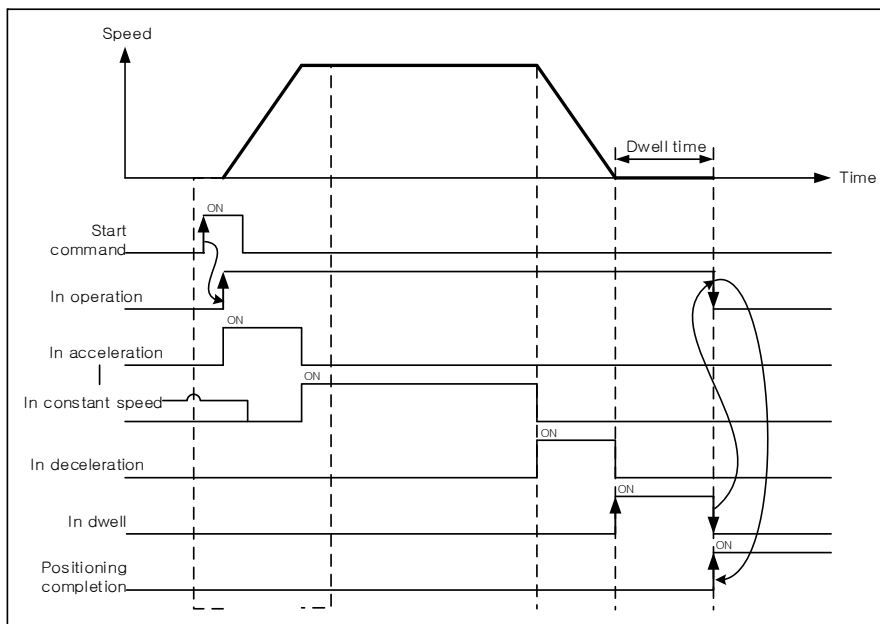 Speed
Dwell time
Time
ON
Start
command
In operation
ON
In acceleration
ON
In constant speed
ON
In deceleration
ON
In dwell
ON
Positioning
completion